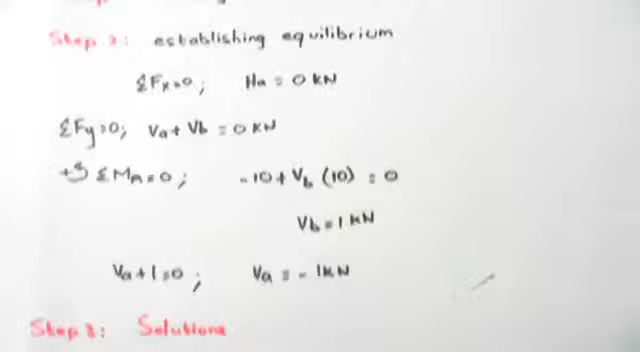 Step 2: establishing equilibrium
ΣFx=0; Ha = 0 KN
ΣFy=0; Va + Vb = 0 KN
+↺ ΣMA=0; -10 + Vb (10) = 0
Vb = 1 KN
Va + 1 = 0; Va = -1KN
Step 3: Solutions